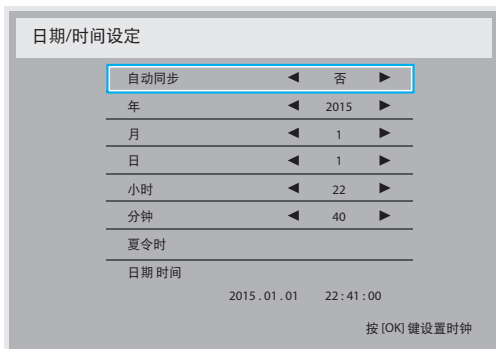 日期/时间设定
自动同步 ◀ 否 ▶
年 ◀ 2015 ▶
月 ◀ 1 ▶
日 ◀ 1 ▶
小时 ◀ 22 ▶
分钟 ◀ 40 ▶
夏令时
日期 时间
2015 . 01 . 01 22 : 41 : 00
按 [OK] 键设置时钟